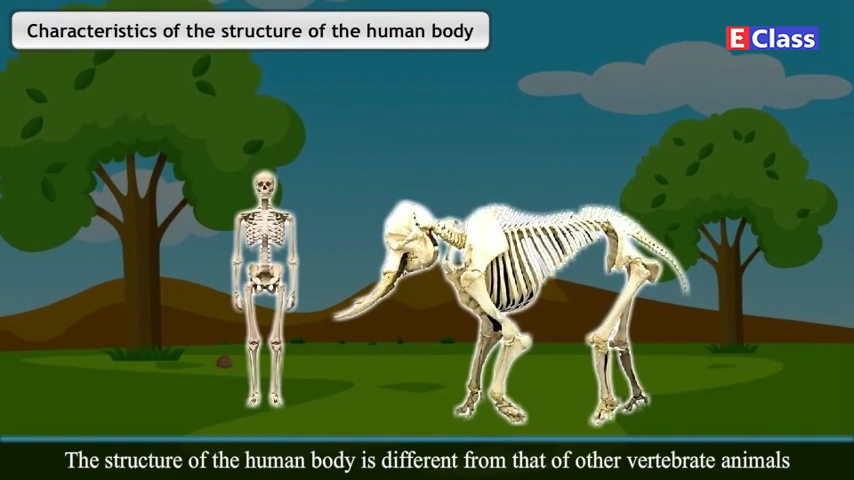 Characteristics of the structure of the human body
E Class
The structure of the human body is different from that of other vertebrate animals